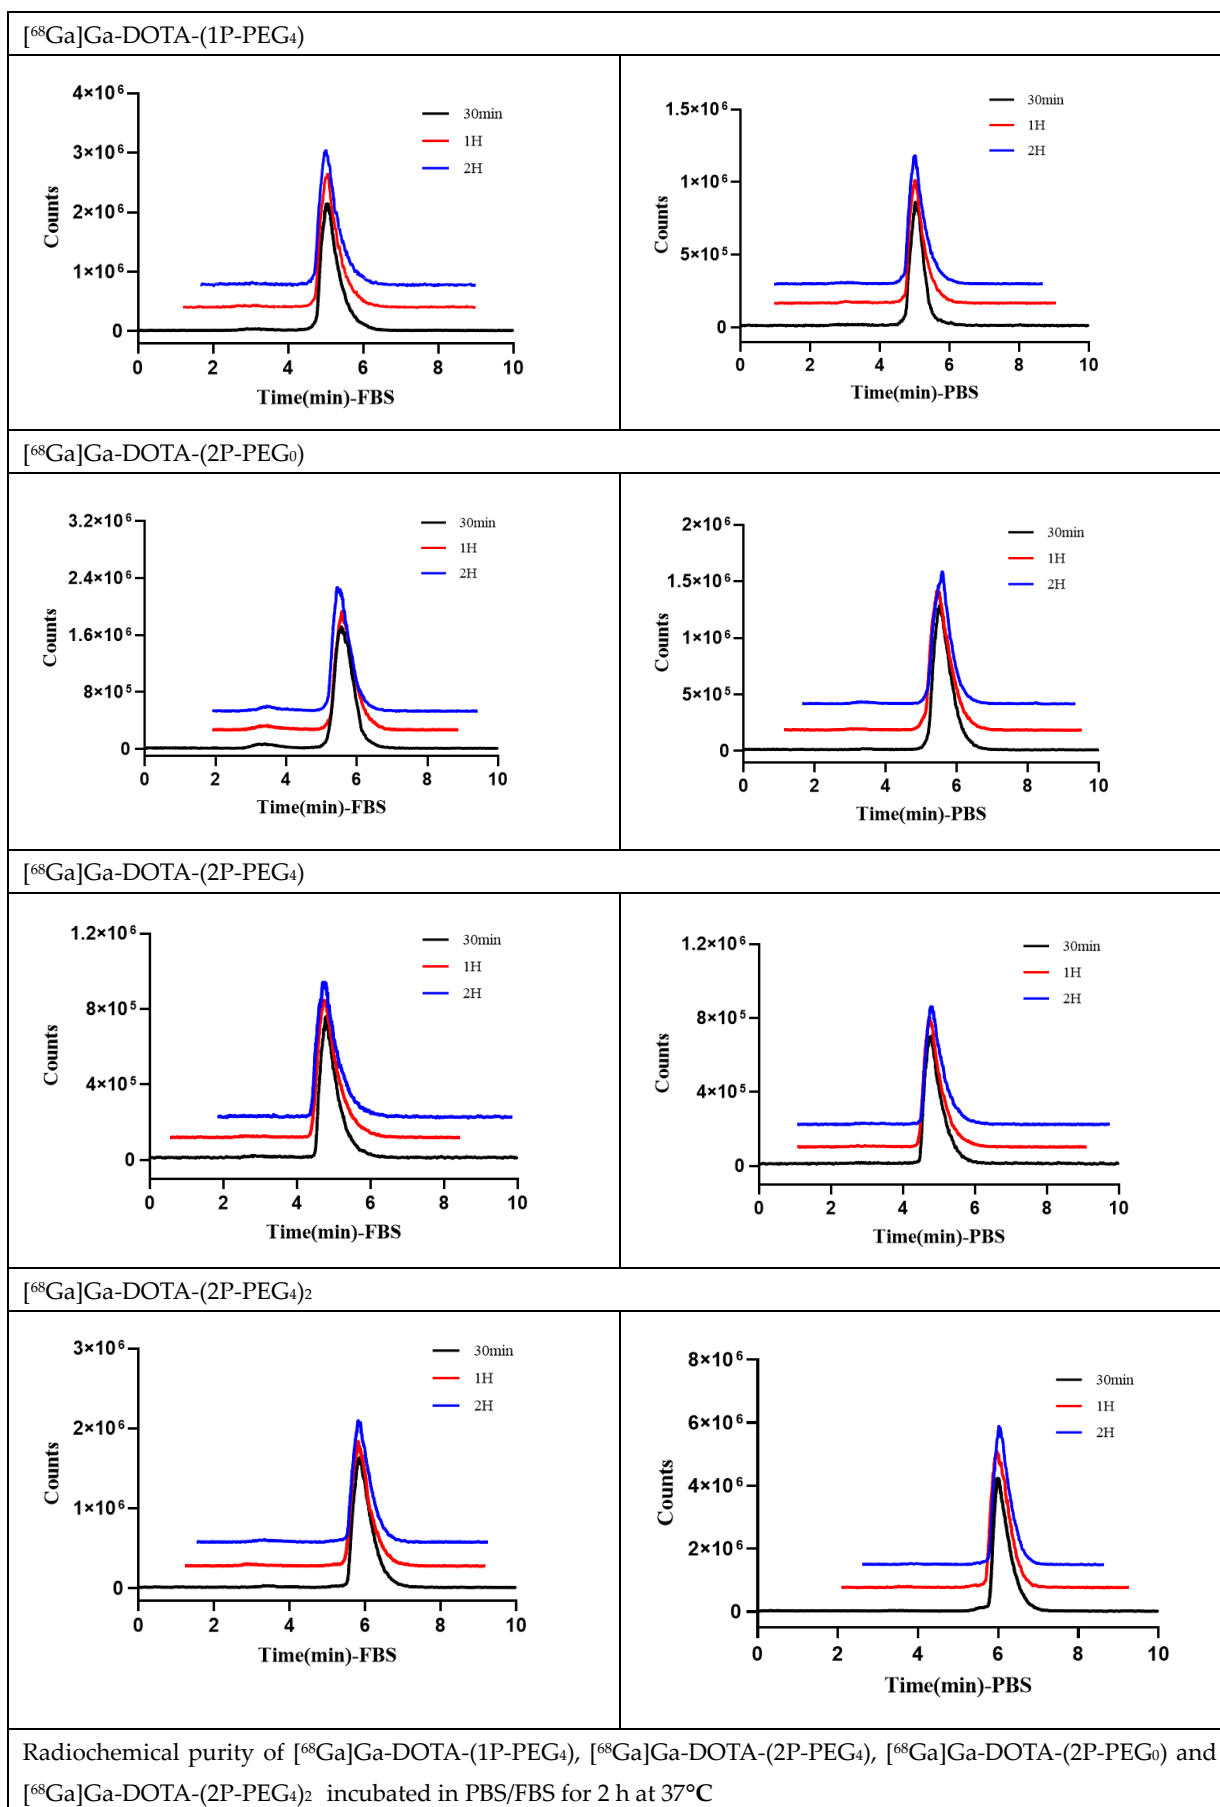 [⁶⁸Ga]Ga-DOTA-(1P-PEG₄)
4×10⁶
3×10⁶
2×10⁶
1×10⁶
0
Counts
30min
1H
2H
0 2 4 6 8 10
Time(min)-FBS
1.5×10⁶
1×10⁶
5×10⁵
0
Counts
30min
1H
2H
0 2 4 6 8 10
Time(min)-PBS
[⁶⁸Ga]Ga-DOTA-(2P-PEG₀)
3.2×10⁶
2.4×10⁶
1.6×10⁶
8×10⁵
0
Counts
30min
1H
2H
0 2 4 6 8 10
Time(min)-FBS
2×10⁶
1.5×10⁶
1×10⁶
5×10⁵
0
Counts
30min
1H
2H
0 2 4 6 8 10
Time(min)-PBS
[⁶⁸Ga]Ga-DOTA-(2P-PEG₄)
1.2×10⁶
8×10⁵
4×10⁵
0
Counts
30min
1H
2H
0 2 4 6 8 10
Time(min)-FBS
1.2×10⁶
8×10⁵
4×10⁵
0
Counts
30min
1H
2H
0 2 4 6 8 10
Time(min)-PBS
[⁶⁸Ga]Ga-DOTA-(2P-PEG₄)₂
3×10⁶
2×10⁶
1×10⁶
0
Counts
30min
1H
2H
0 2 4 6 8 10
Time(min)-FBS
8×10⁶
6×10⁶
4×10⁶
2×10⁶
0
Counts
30min
1H
2H
0 2 4 6 8 10
Time(min)-PBS
Radiochemical purity of [⁶⁸Ga]Ga-DOTA-(1P-PEG₄), [⁶⁸Ga]Ga-DOTA-(2P-PEG₄), [⁶⁸Ga]Ga-DOTA-(2P-PEG₀) and
[⁶⁸Ga]Ga-DOTA-(2P-PEG₄)₂ incubated in PBS/FBS for 2 h at 37°C